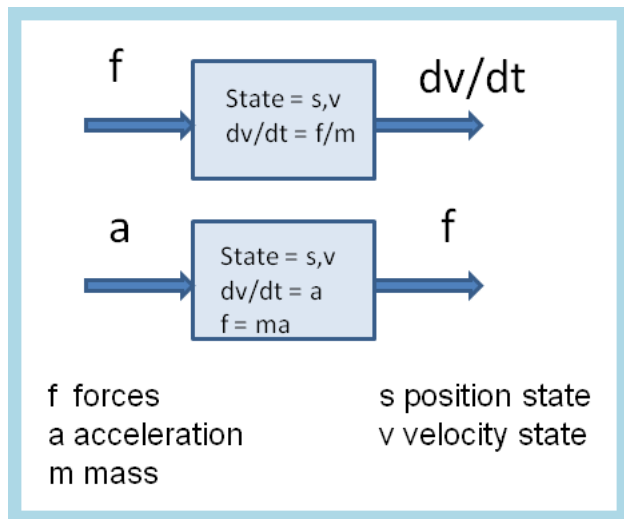 f
State = s,v
dv/dt = f/m
dv/dt
a
State = s,v
dv/dt = a
f = ma
f
f forces
a acceleration
m mass
s position state
v velocity state